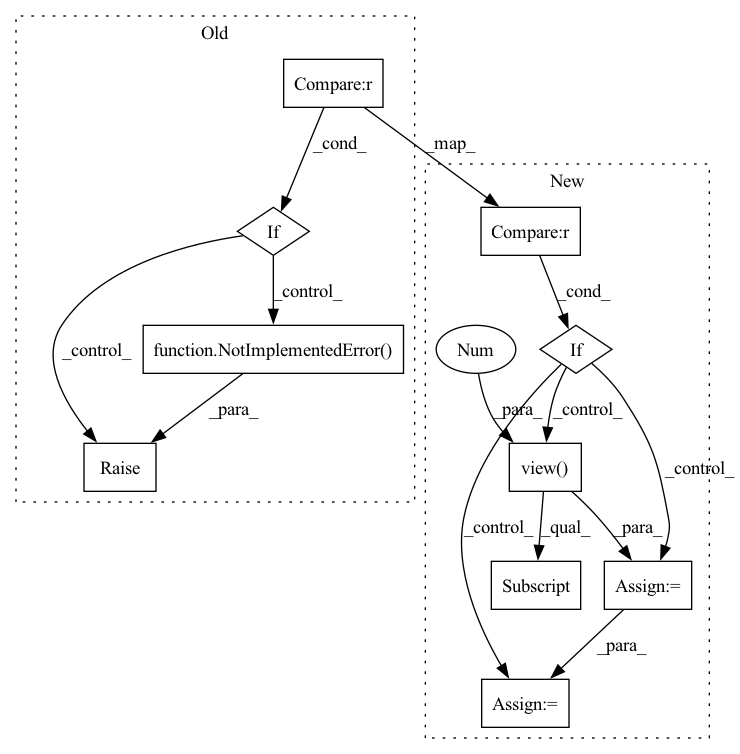 Old
Compare:r
_cond_
_map_
New
If
Compare:r
_control_
_cond_
_control_
function.NotImplementedError()
Num
If
_para_
_para_
_control_
Raise
view()
_control_
_control_
_qual_
_para_
Subscript
Assign:=
_para_
Assign:=